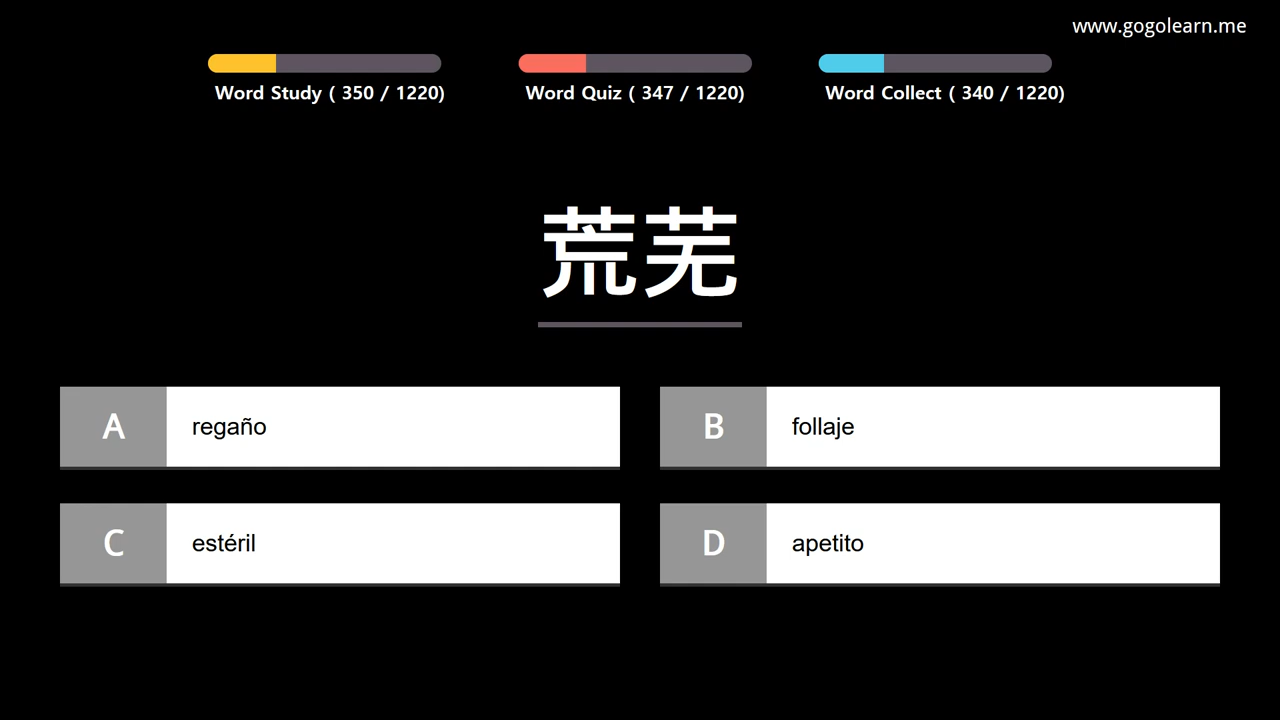 www.gogolearn.me
Word Study ( 350 / 1220)
Word Quiz ( 347 / 1220)
Word Collect ( 340 / 1220)
荒芜
A regaño
B follaje
C estéril
D apetito